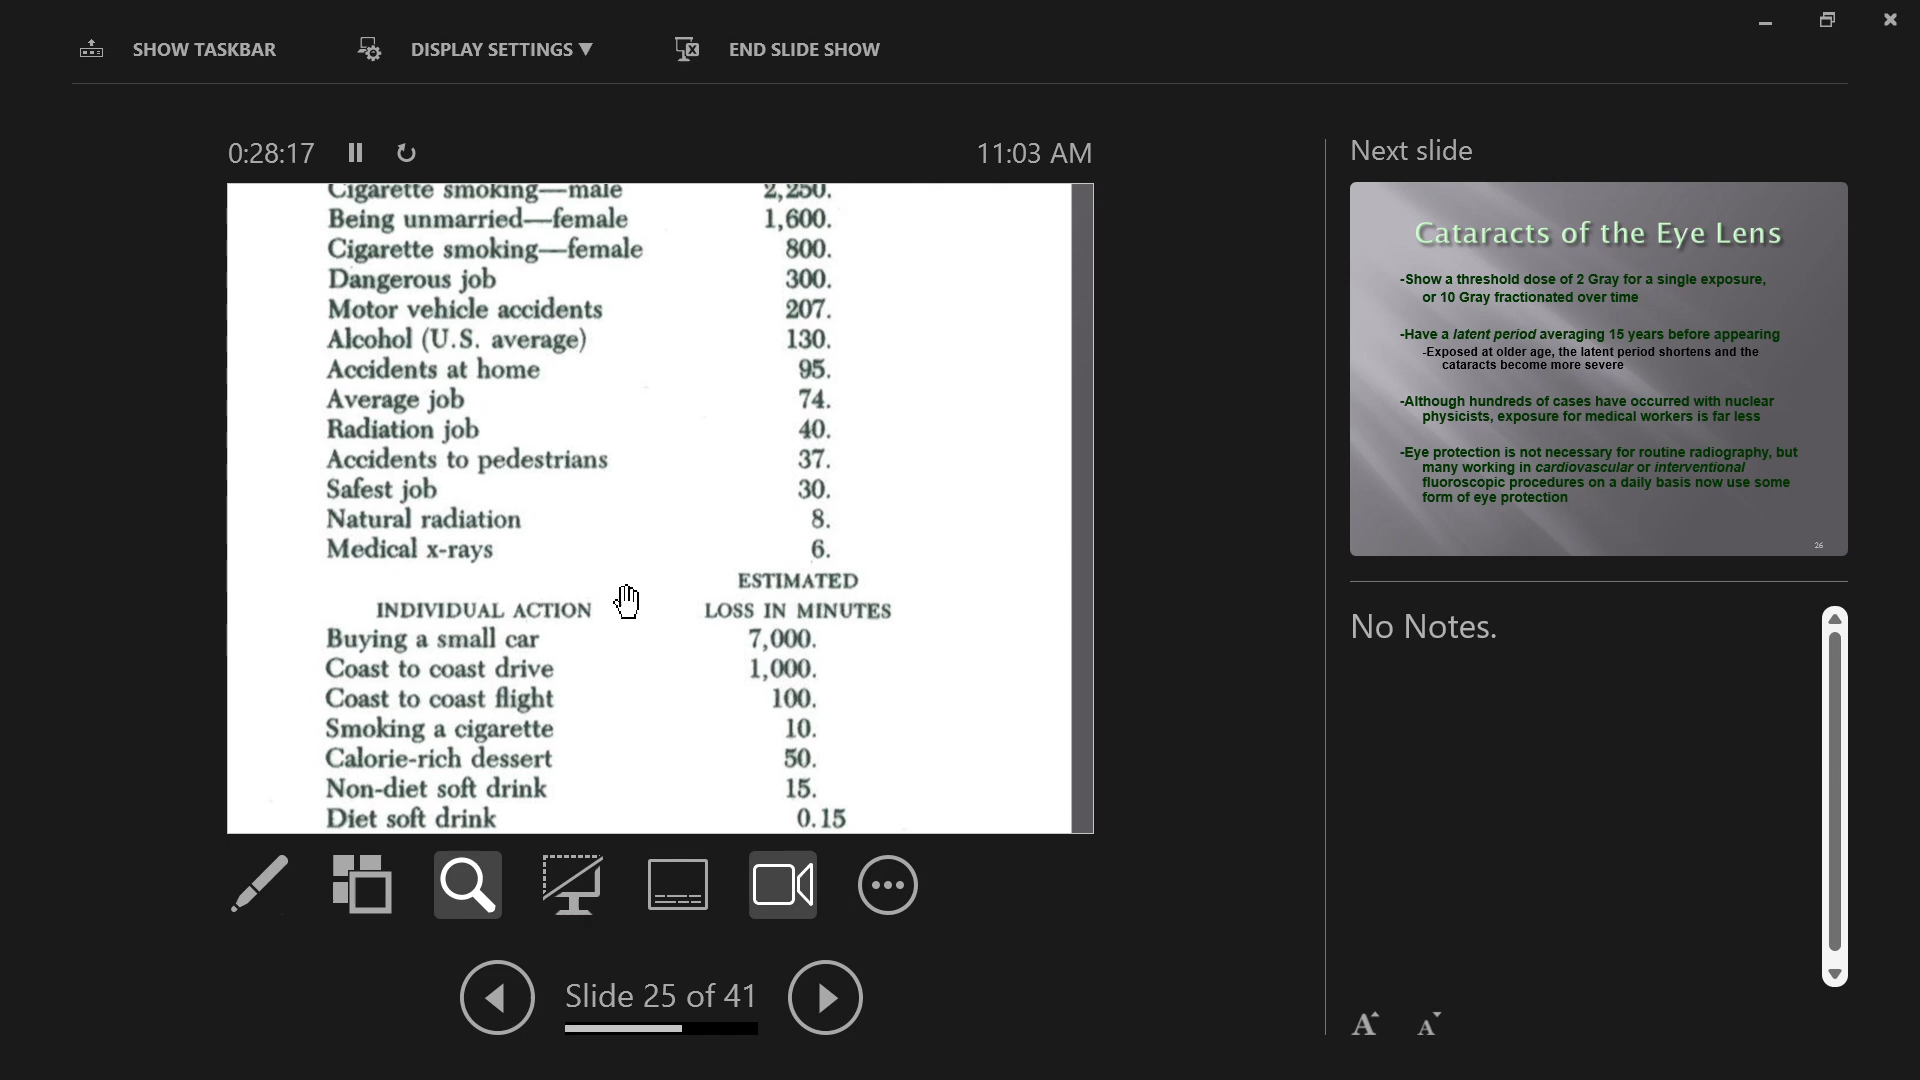 SHOW TASKBAR
DISPLAY SETTINGS ▼
END SLIDE SHOW
0:28:17
11:03 AM
Cigarette smoking—male 2,250.
Being unmarried—female 1,600.
Cigarette smoking—female 800.
Dangerous job 300.
Motor vehicle accidents 207.
Alcohol (U.S. average) 130.
Accidents at home 95.
Average job 74.
Radiation job 40.
Accidents to pedestrians 37.
Safest job 30.
Natural radiation 8.
Medical x-rays 6.
ESTIMATED
INDIVIDUAL ACTION LOSS IN MINUTES
Buying a small car 7,000.
Coast to coast drive 1,000.
Coast to coast flight 100.
Smoking a cigarette 10.
Calorie-rich dessert 50.
Non-diet soft drink 15.
Diet soft drink 0.15
Slide 25 of 41
Next slide
Cataracts of the Eye Lens
-Show a threshold dose of 2 Gray for a single exposure,
or 10 Gray fractionated over time
-Have a latent period averaging 15 years before appearing
-Exposed at older age, the latent period shortens and the
cataracts become more severe
-Although hundreds of cases have occurred with nuclear
physicists, exposure for medical workers is far less
-Eye protection is not necessary for routine radiography, but
many working in cardiovascular or interventional
fluoroscopic procedures on a daily basis now use some
form of eye protection
26
No Notes.
A A